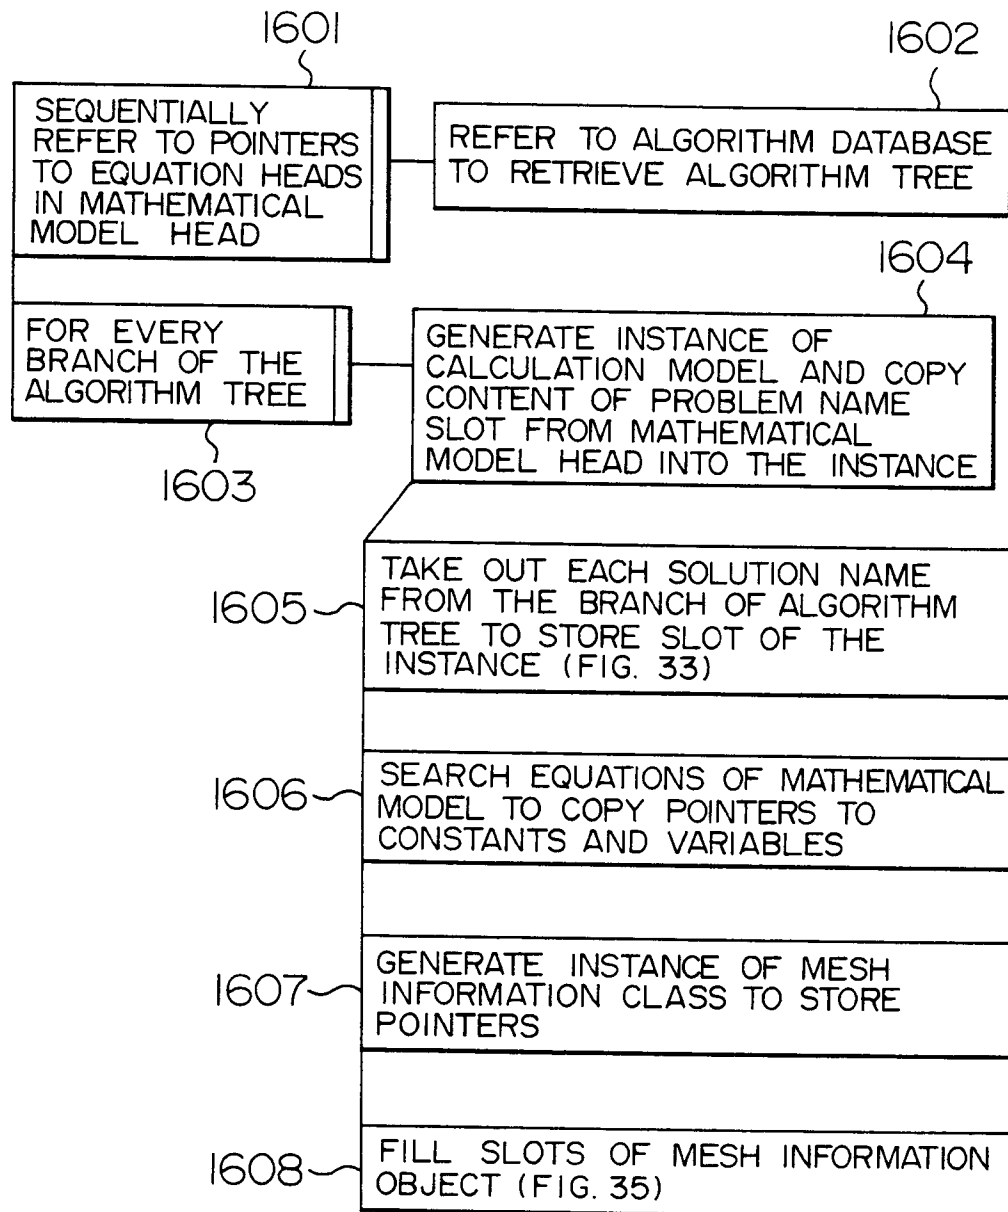 1601
1602
SEQUENTIALLY
REFER TO POINTERS
TO EQUATION HEADS
IN MATHEMATICAL
MODEL HEAD
REFER TO ALGORITHM DATABASE
TO RETRIEVE ALGORITHM TREE
1604
FOR EVERY
BRANCH OF THE
ALGORITHM TREE
1603
GENERATE INSTANCE OF
CALCULATION MODEL AND COPY
CONTENT OF PROBLEM NAME
SLOT FROM MATHEMATICAL
MODEL HEAD INTO THE INSTANCE
1605
TAKE OUT EACH SOLUTION NAME
FROM THE BRANCH OF ALGORITHM
TREE TO STORE SLOT OF THE
INSTANCE (FIG. 33)
1606
SEARCH EQUATIONS OF MATHEMATICAL
MODEL TO COPY POINTERS TO
CONSTANTS AND VARIABLES
1607
GENERATE INSTANCE OF MESH
INFORMATION CLASS TO STORE
POINTERS
1608
FILL SLOTS OF MESH INFORMATION
OBJECT (FIG. 35)